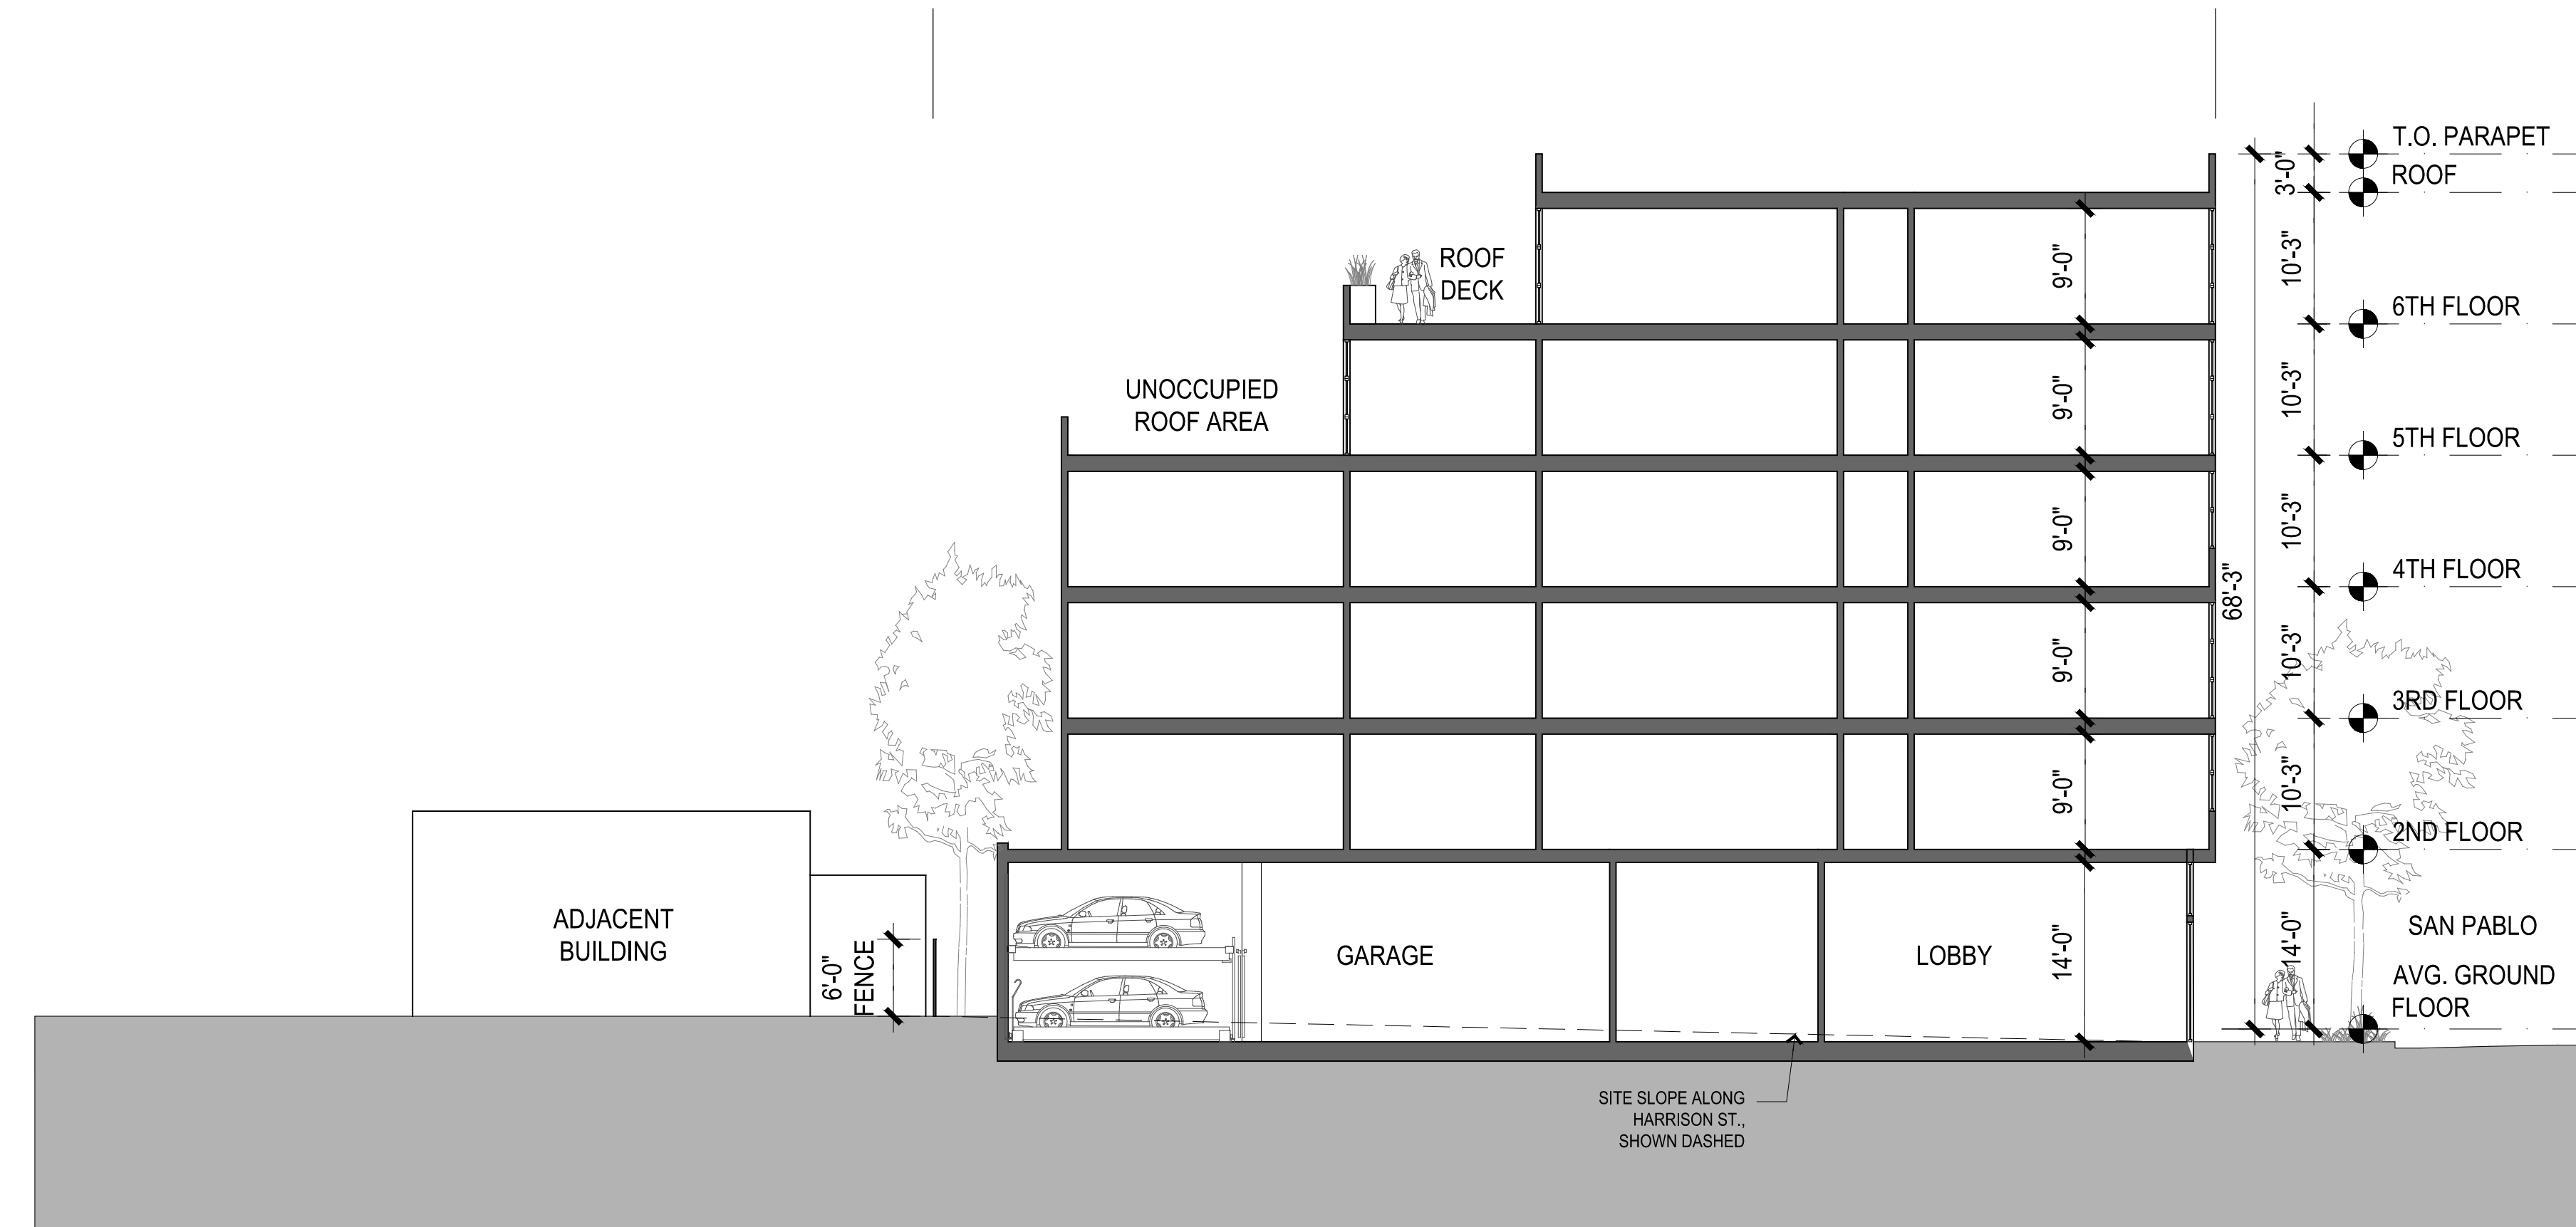 T.O. PARAPET
3'-0"
ROOF
10'-3"
9'-0"
ROOF
DECK
6TH FLOOR
10'-3"
9'-0"
UNOCCUPIED
ROOF AREA
5TH FLOOR
10'-3"
9'-0"
4TH FLOOR
68'-3"
10'-3"
9'-0"
3RD FLOOR
10'-3"
9'-0"
2ND FLOOR
ADJACENT
BUILDING
6'-0"
FENCE
GARAGE
LOBBY
14'-0"
14'-0"
SAN PABLO
AVG. GROUND
FLOOR
SITE SLOPE ALONG
HARRISON ST.,
SHOWN DASHED